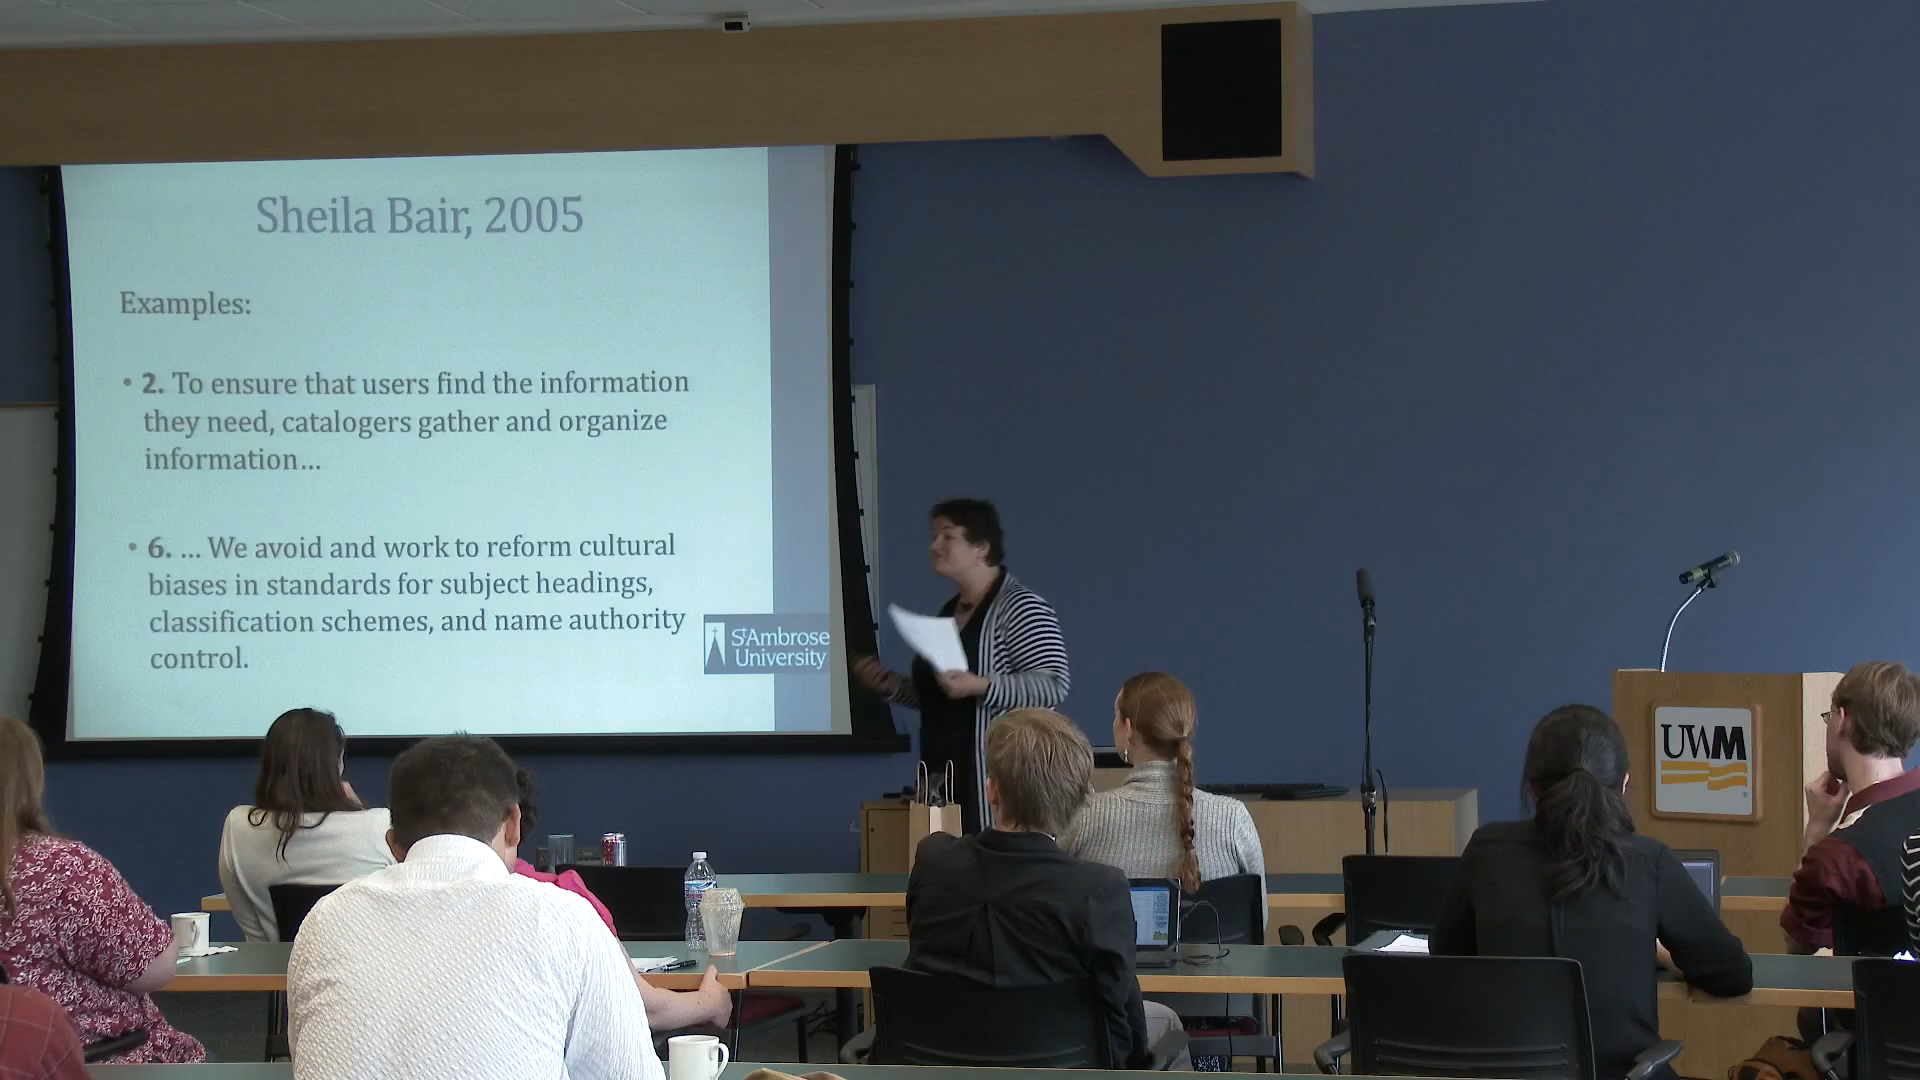 Sheila Bair, 2005
Examples:
• 2. To ensure that users find the information
they need, catalogers gather and organize
information...
• 6. ... We avoid and work to reform cultural
biases in standards for subject headings,
classification schemes, and name authority
control.
St Ambrose
University
UWM